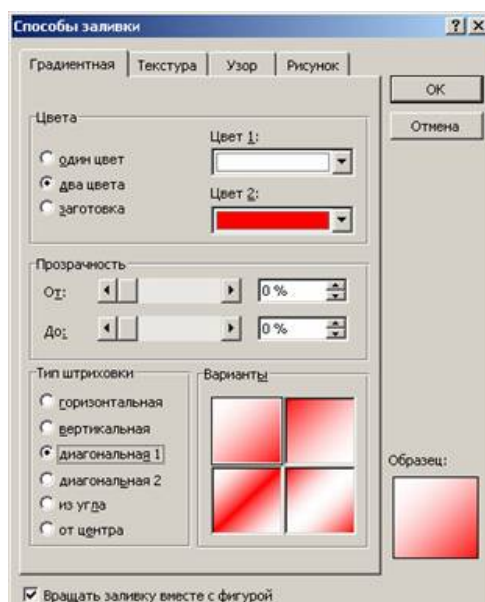 Способы заливки
Градиентная Текстура Узор Рисунок
ОК
Отмена
Цвета
Цвет 1:
один цвет
два цвета
Цвет 2:
заготовка
Прозрачность
От: 0 %
До: 0 %
Тип штриховки
Варианты
горизонтальная
вертикальная
диагональная 1
диагональная 2
из угла
от центра
Образец:
Вращать заливку вместе с фигурой